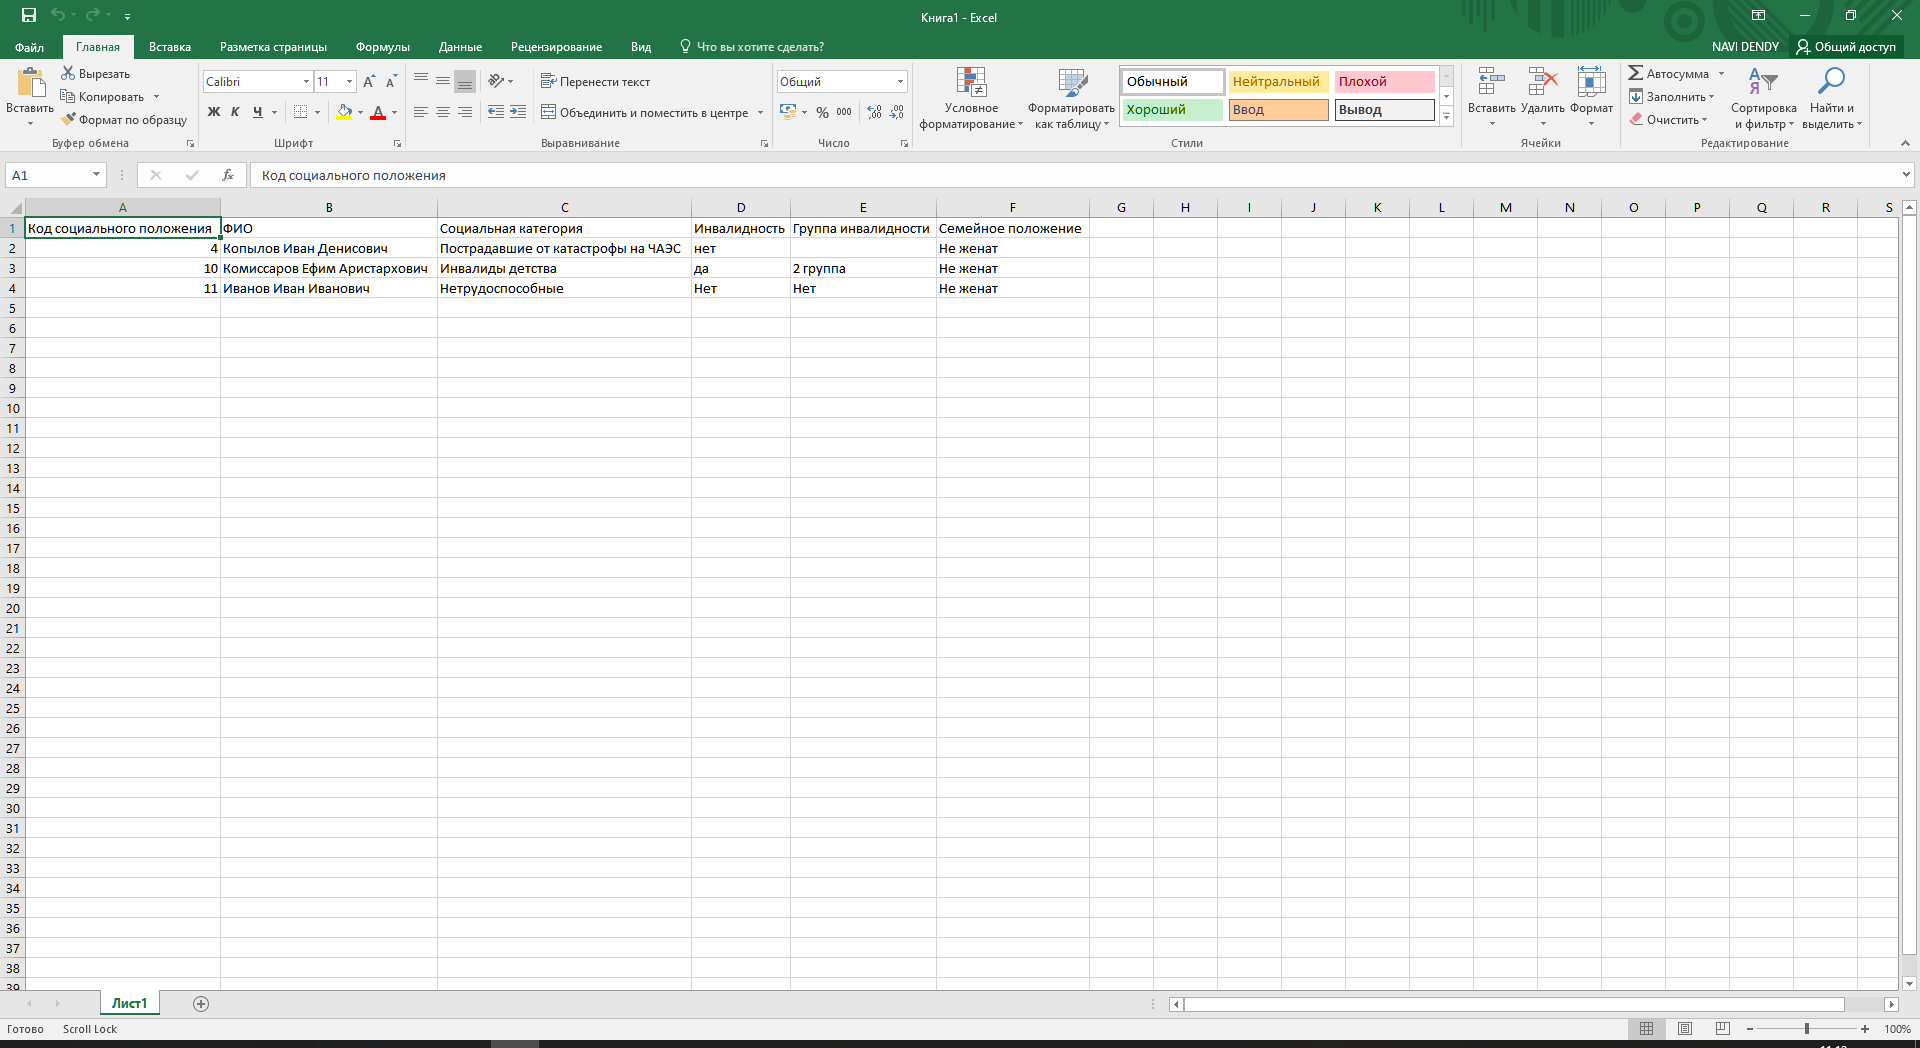 Книга1 - Excel
Файл Главная Вставка Разметка страницы Формулы Данные Рецензирование Вид Что вы хотите сделать? NAVI DENDY Общий доступ
Вставить
Вырезать
Копировать
Формат по образцу
Буфер обмена
Calibri 11
Ж К Ч
Шрифт
Перенести текст
Объединить и поместить в центре
Выравнивание
Общий
% 000
Число
Условное форматирование
Форматировать как таблицу
Обычный Нейтральный Плохой
Хороший Ввод Вывод
Стили
Вставить Удалить Формат
Ячейки
Автосумма
Заполнить
Очистить
Сортировка и фильтр
Найти и выделить
Редактирование
A1 fx Код социального положения
A B C D E F G H I J K L M N O P Q R S
1 Код социального положения ФИО Социальная категория Инвалидность Группа инвалидности Семейное положение
2 4 Копылов Иван Денисович Пострадавшие от катастрофы на ЧАЭС нет Не женат
3 10 Комиссаров Ефим Аристархович Инвалиды детства да 2 группа Не женат
4 11 Иванов Иван Иванович Нетрудоспособные Нет Нет Не женат
5
6
7
8
9
10
11
12
13
14
15
16
17
18
19
20
21
22
23
24
25
26
27
28
29
30
31
32
33
34
35
36
37
38
39
Лист1
Готово Scroll Lock 100%